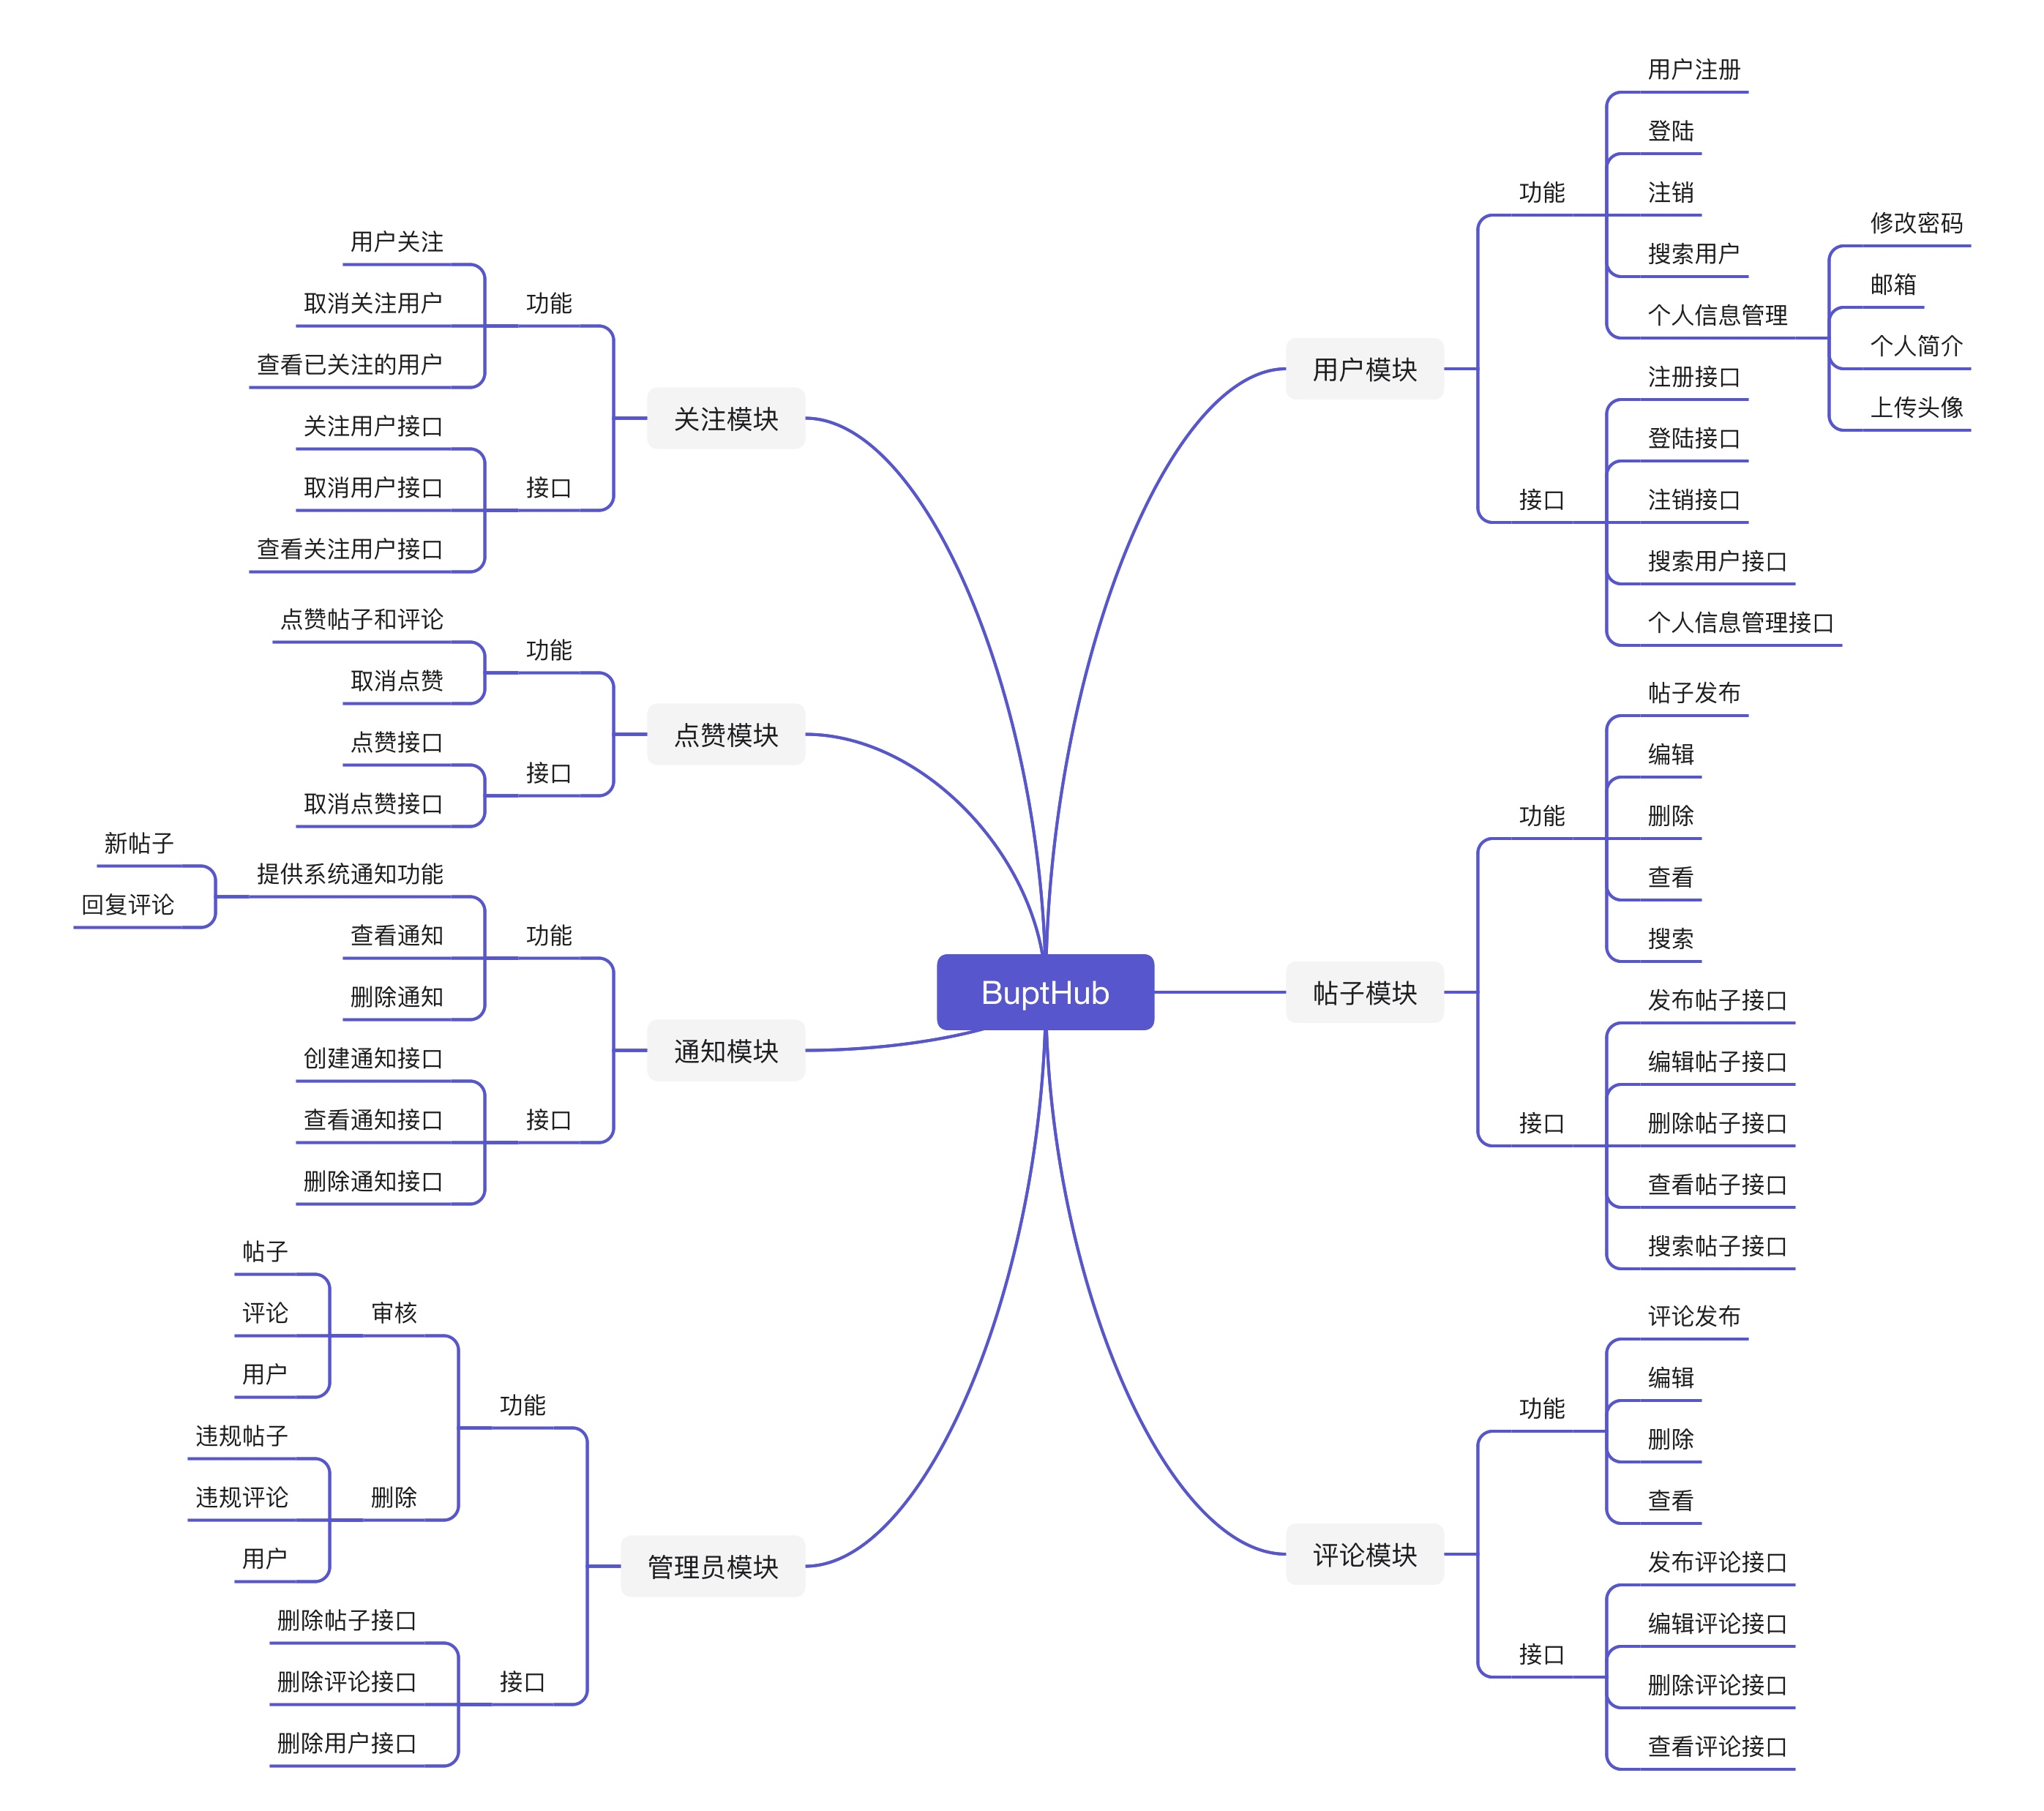 BuptHub
用户模块
功能
用户注册
登陆
注销
搜索用户
个人信息管理
修改密码
邮箱
个人简介
上传头像
接口
注册接口
登陆接口
注销接口
搜索用户接口
个人信息管理接口
帖子模块
功能
帖子发布
编辑
删除
查看
搜索
接口
发布帖子接口
编辑帖子接口
删除帖子接口
查看帖子接口
搜索帖子接口
评论模块
功能
评论发布
编辑
删除
查看
接口
发布评论接口
编辑评论接口
删除评论接口
查看评论接口
关注模块
功能
用户关注
取消关注用户
查看已关注的用户
接口
关注用户接口
取消用户接口
查看关注用户接口
点赞模块
功能
点赞帖子和评论
取消点赞
接口
点赞接口
取消点赞接口
通知模块
功能
提供系统通知功能
新帖子
回复评论
查看通知
删除通知
接口
创建通知接口
查看通知接口
删除通知接口
管理员模块
功能
审核
帖子
评论
用户
删除
违规帖子
违规评论
用户
接口
删除帖子接口
删除评论接口
删除用户接口